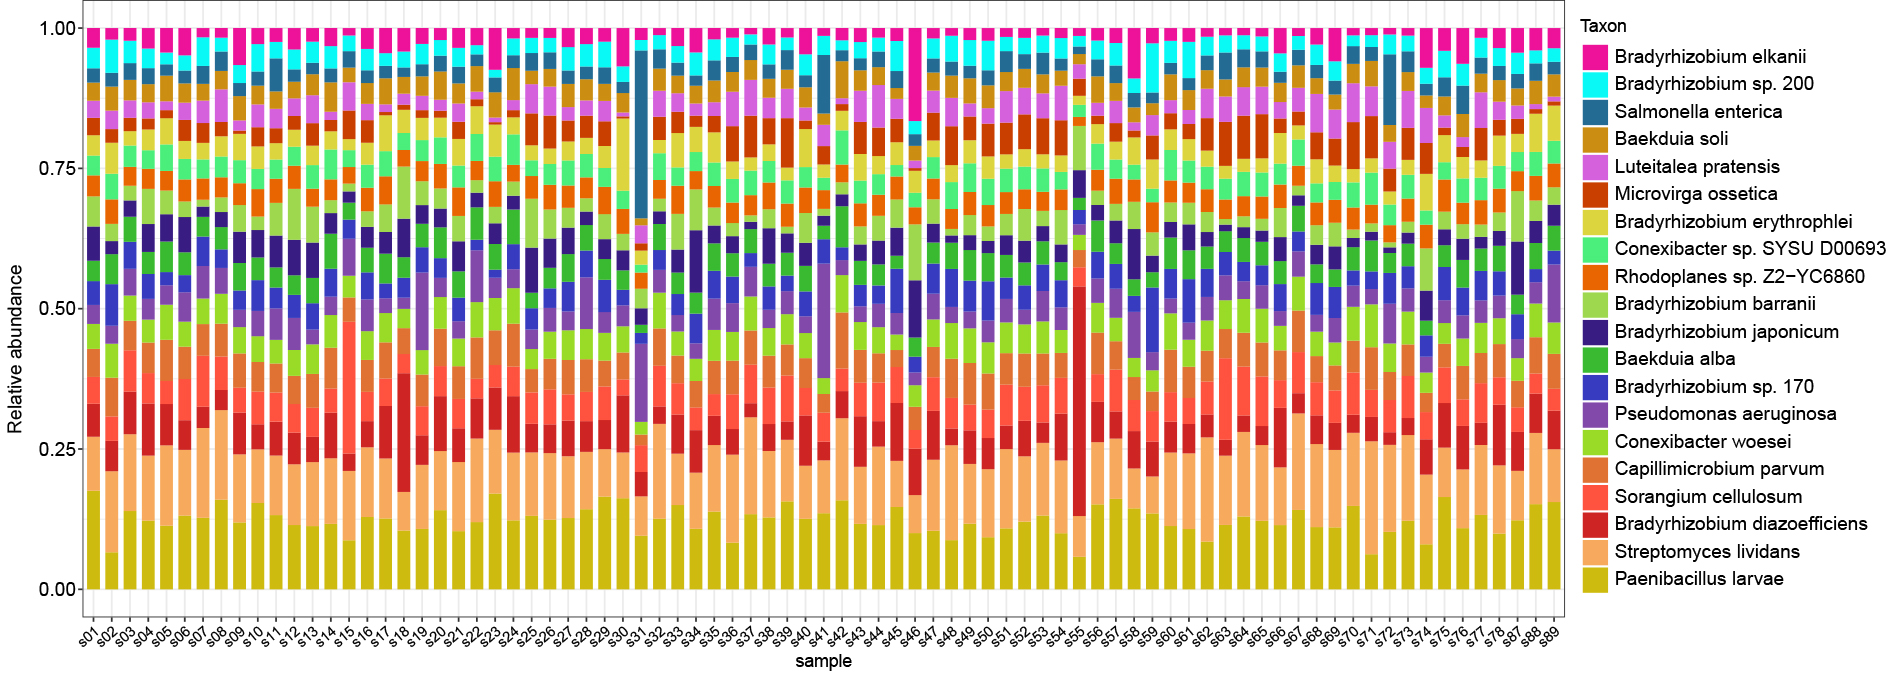 Taxon
1.00
Bradyrhizobium elkanii
Bradyrhizobium sp. 200
Salmonella enterica
Baekduia soli
0.75
Luteitalea pratensis
Microvirga ossetica
Bradyrhizobium erythrophlei
Conexibacter sp. SYSU D00693
Relative abundance
Rhodoplanes sp. Z2−YC6860
0.50
Bradyrhizobium barranii
Bradyrhizobium japonicum
Baekduia alba
Bradyrhizobium sp. 170
Pseudomonas aeruginosa
0.25
Conexibacter woesei
Capillimicrobium parvum
Sorangium cellulosum
Bradyrhizobium diazoefficiens
Streptomyces lividans
0.00
Paenibacillus larvae
s01 s02 s03 s04 s05 s06 s07 s08 s09 s10 s11 s12 s13 s14 s15 s16 s17 s18 s19 s20 s21 s22 s23 s24 s25 s26 s27 s28 s29 s30 s31 s32 s33 s34 s35 s36 s37 s38 s39 s40 s41 s42 s43 s44 s45 s46 s47 s48 s49 s50 s51 s52 s53 s54 s55 s56 s57 s58 s59 s60 s61 s62 s63 s64 s65 s66 s67 s68 s69 s70 s71 s72 s73 s74 s75 s76 s77 s78 s87 s88 s89
sample